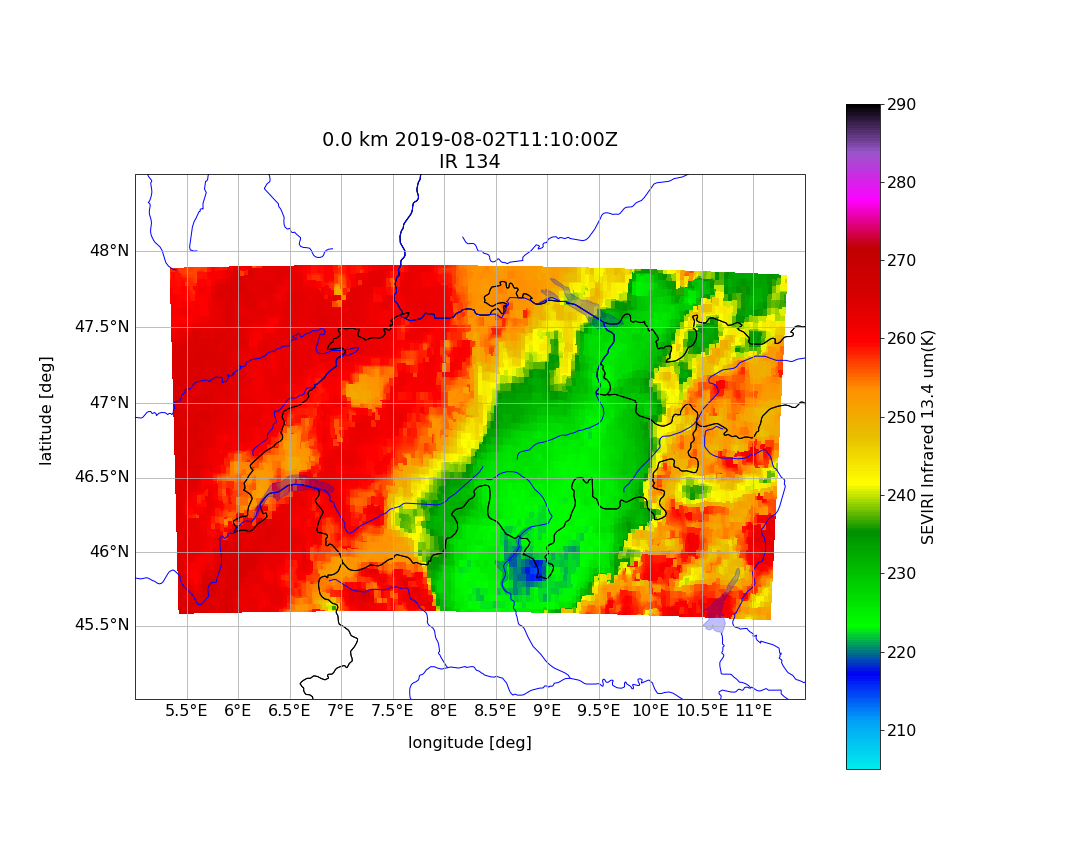 0.0 km 2019-08-02T11:10:00Z
IR 134
48°N
47.5°N
47°N
46.5°N
46°N
45.5°N
latitude [deg]
5.5°E 6°E 6.5°E 7°E 7.5°E 8°E 8.5°E 9°E 9.5°E 10°E 10.5°E 11°E
longitude [deg]
290
280
270
260
250
240
230
220
210
SEVIRI Infrared 13.4 um(K)